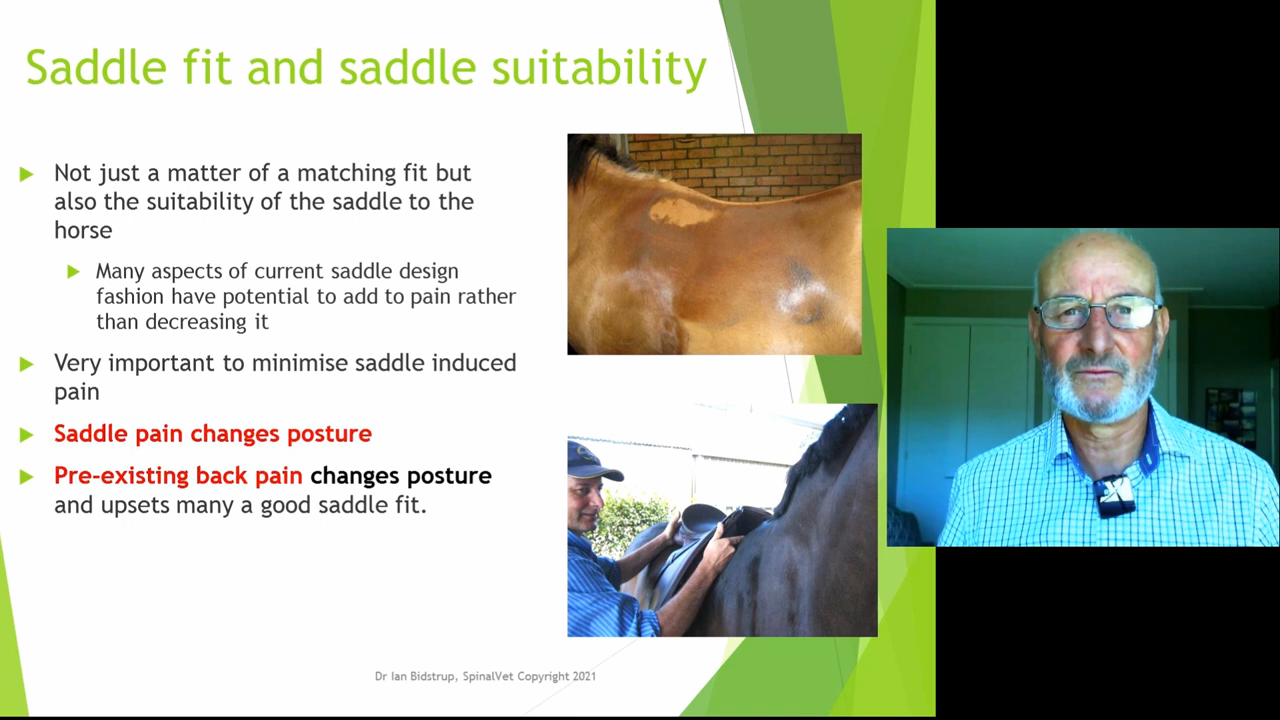 Saddle fit and saddle suitability
Not just a matter of a matching fit but
also the suitability of the saddle to the
horse
Many aspects of current saddle design
fashion have potential to add to pain rather
than decreasing it
Very important to minimise saddle induced
pain
Saddle pain changes posture
Pre-existing back pain changes posture
and upsets many a good saddle fit.
Dr Ian Bidstrup, SpinalVet Copyright 2021